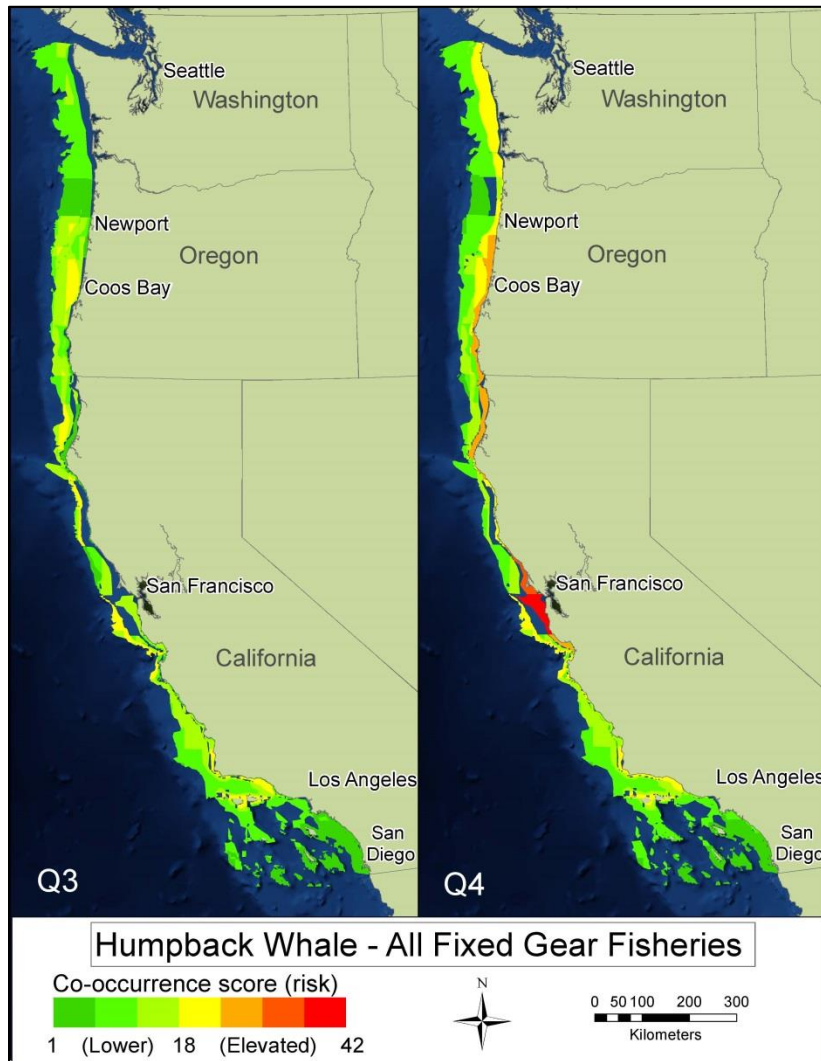 Seattle
Washington
Newport
Oregon
Coos Bay
San Francisco
California
Los Angeles
San
Diego
Q3
Seattle
Washington
Newport
Oregon
Coos Bay
San Francisco
California
Los Angeles
San
Diego
Q4
Humpback Whale - All Fixed Gear Fisheries
Co-occurrence score (risk)
1 (Lower) 18 (Elevated) 42
N
0 50 100 200 300
Kilometers